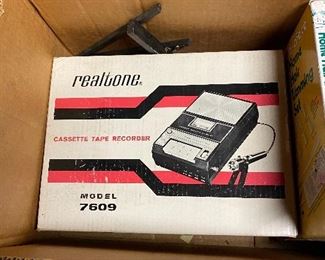 realtone®
CASSETTE TAPE RECORDER
MODEL
7609